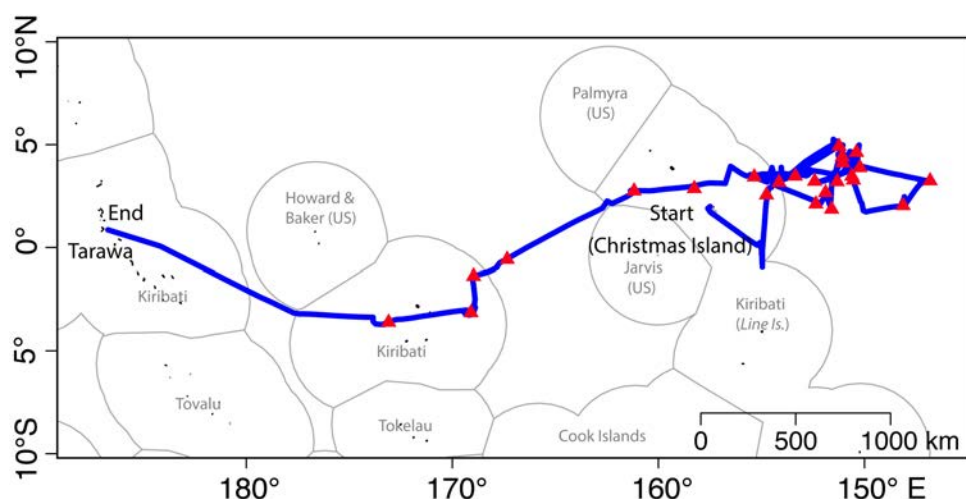 10°N
5°
0°
5°
10°S
Palmyra
(US)
Howard &
Baker (US)
End
Tarawa
Kiribati
Start
(Christmas Island)
Jarvis
(US)
Kiribati
(Line Is.)
Kiribati
Tovalu
Tokelau
Cook Islands
0 500 1000 km
180° 170° 160° 150° E